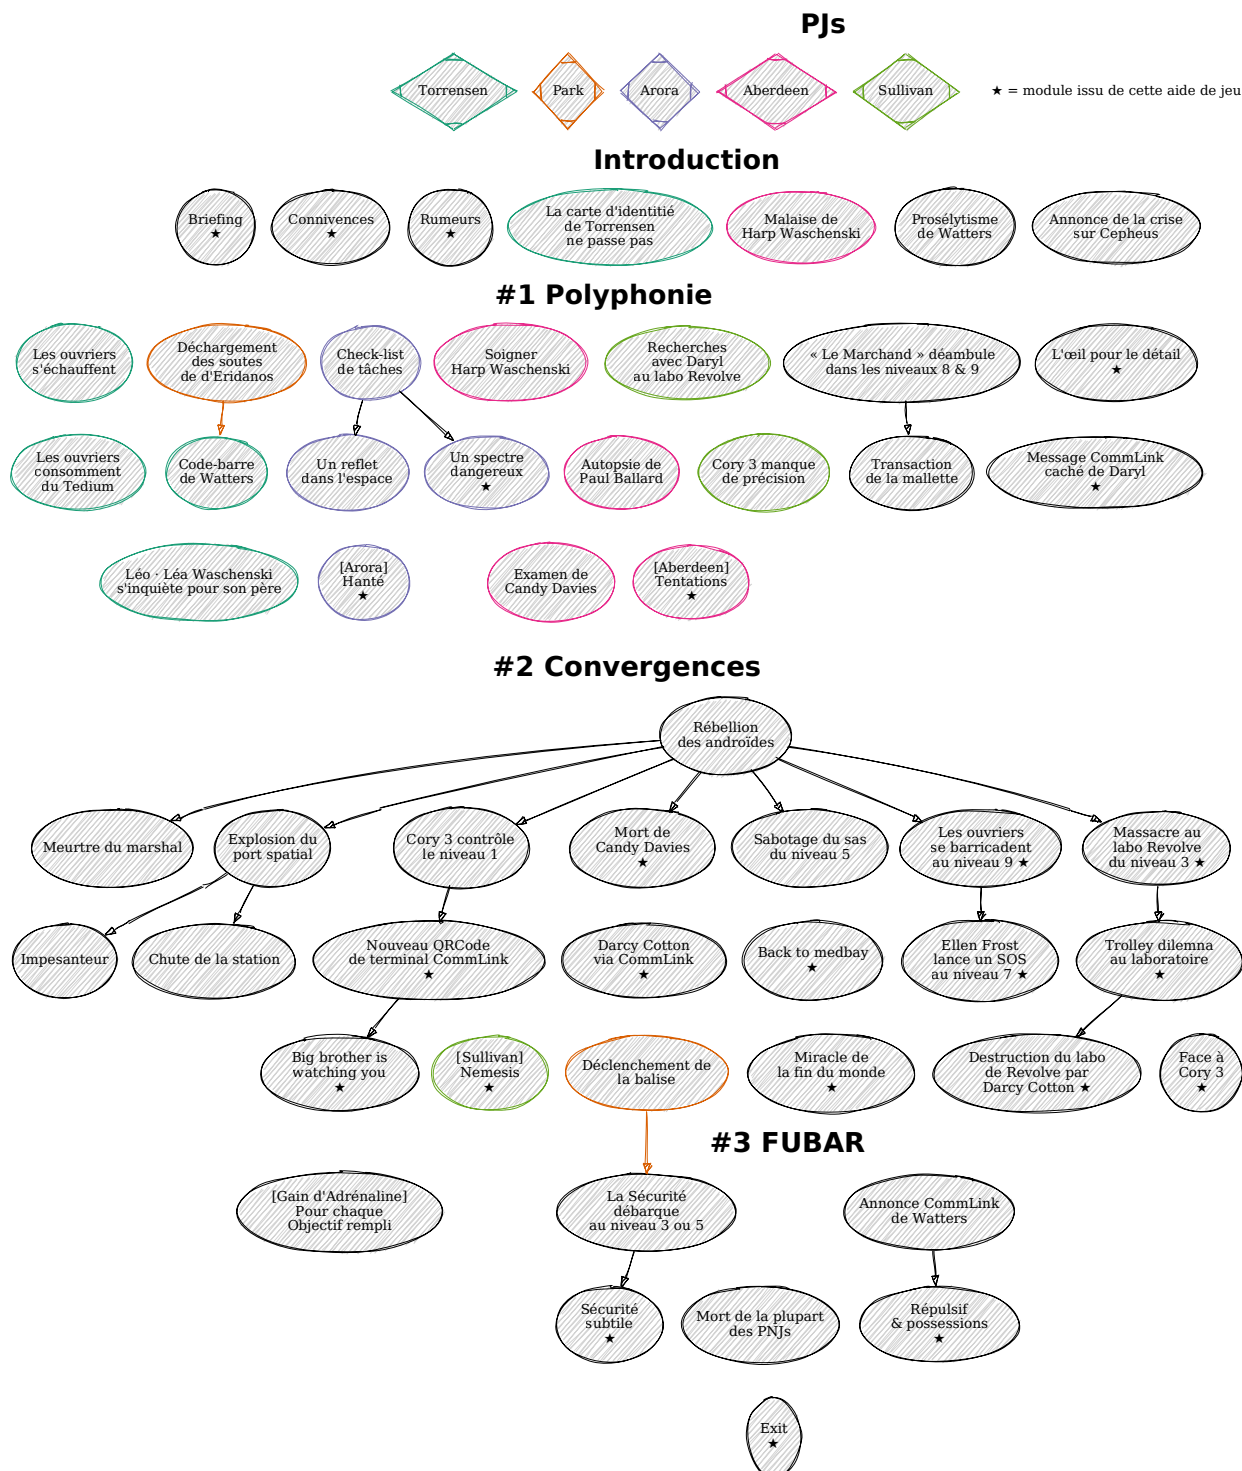 PJs
Torrensen
Park
Arora
Aberdeen
Sullivan
★ = module issu de cette aide de jeu
Introduction
Briefing
★
Connivences
★
Rumeurs
★
La carte d'identitié
de Torrensen
ne passe pas
Malaise de
Harp Waschenski
Prosélytisme
de Watters
Annonce de la crise
sur Cepheus
#1 Polyphonie
Les ouvriers
s'échauffent
Déchargement
des soutes
de d'Eridanos
Check-list
de tâches
Soigner
Harp Waschenski
Recherches
avec Daryl
au labo Revolve
« Le Marchand » déambule
dans les niveaux 8 & 9
L'œil pour le détail
★
Les ouvriers
consomment
du Tedium
Code-barre
de Watters
Un reflet
dans l'espace
Un spectre
dangereux
★
Autopsie de
Paul Ballard
Cory 3 manque
de précision
Transaction
de la mallette
Message CommLink
caché de Daryl
★
Léo · Léa Waschenski
s'inquiète pour son père
[Arora]
Hanté
★
Examen de
Candy Davies
[Aberdeen]
Tentations
★
#2 Convergences
Rébellion
des androïdes
Meurtre du marshal
Explosion du
port spatial
Cory 3 contrôle
le niveau 1
Mort de
Candy Davies
★
Sabotage du sas
du niveau 5
Les ouvriers
se barricadent
au niveau 9 ★
Massacre au
labo Revolve
du niveau 3 ★
Impesanteur
Chute de la station
Nouveau QRCode
de terminal CommLink
★
Darcy Cotton
via CommLink
★
Back to medbay
★
Ellen Frost
lance un SOS
au niveau 7 ★
Trolley dilemna
au laboratoire
★
Big brother is
watching you
★
[Sullivan]
Nemesis
★
Déclenchement de
la balise
Miracle de
la fin du monde
★
Destruction du labo
de Revolve par
Darcy Cotton ★
Face à
Cory 3
★
#3 FUBAR
[Gain d'Adrénaline]
Pour chaque
Objectif rempli
La Sécurité
débarque
au niveau 3 ou 5
Annonce CommLink
de Watters
Sécurité
subtile
★
Mort de la plupart
des PNJs
Répulsif
& possessions
★
Exit
★